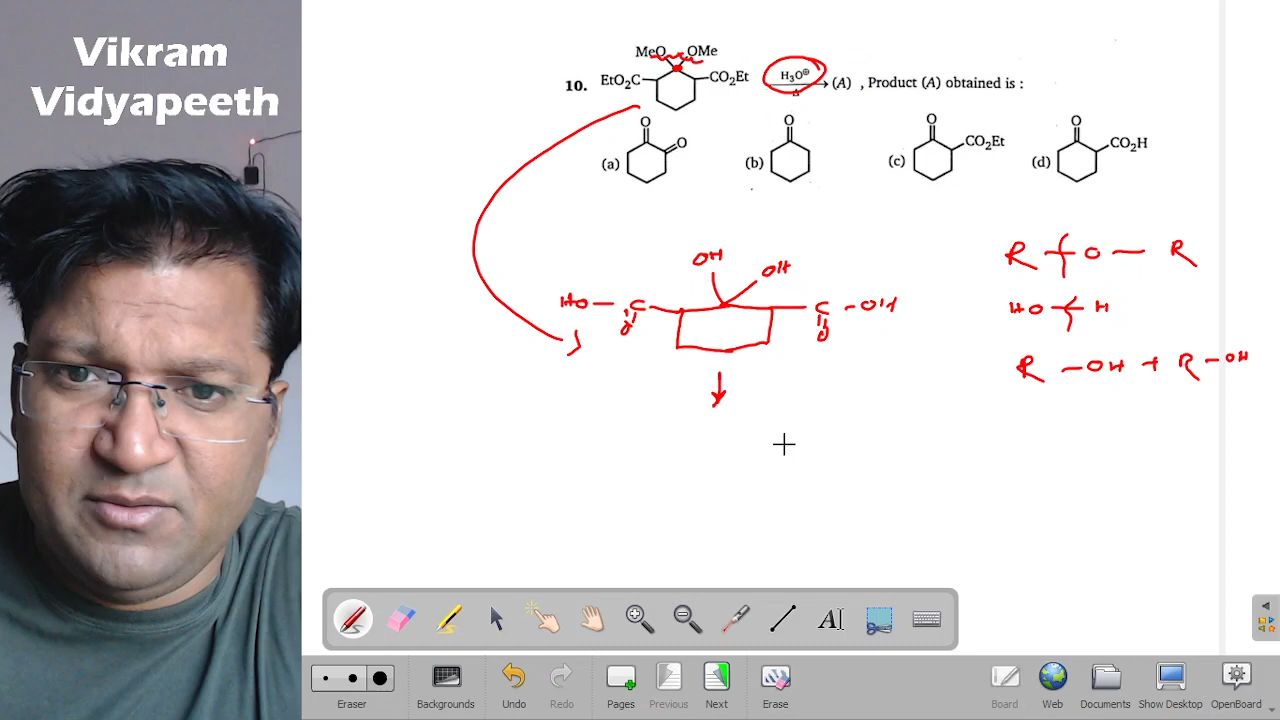 Vikram
Vidyapeeth
MeO OMe
EtO₂C CO₂Et
10. H₃O⊕ Δ (A) , Product (A) obtained is :
O O O O
(a) O (b) (c) CO₂Et (d) CO₂H
OH OH
HO C O C OH O
R O R
HO H
R OH + R OH
Eraser Backgrounds Undo Redo Pages Previous Next Erase Board Web Documents Show Desktop OpenBoard